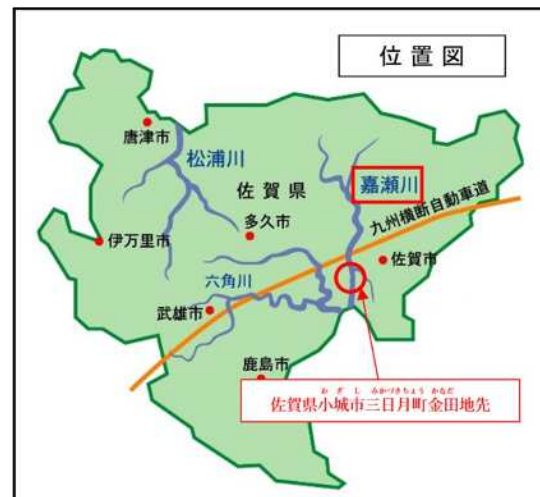 位置図
唐津市
松浦川
嘉瀬川
佐賀県
九州横断自動車道
多久市
伊万里市
佐賀市
六角川
武雄市
鹿島市
おぎし みかづきちょう かなだ
佐賀県小城市三日月町金田地先